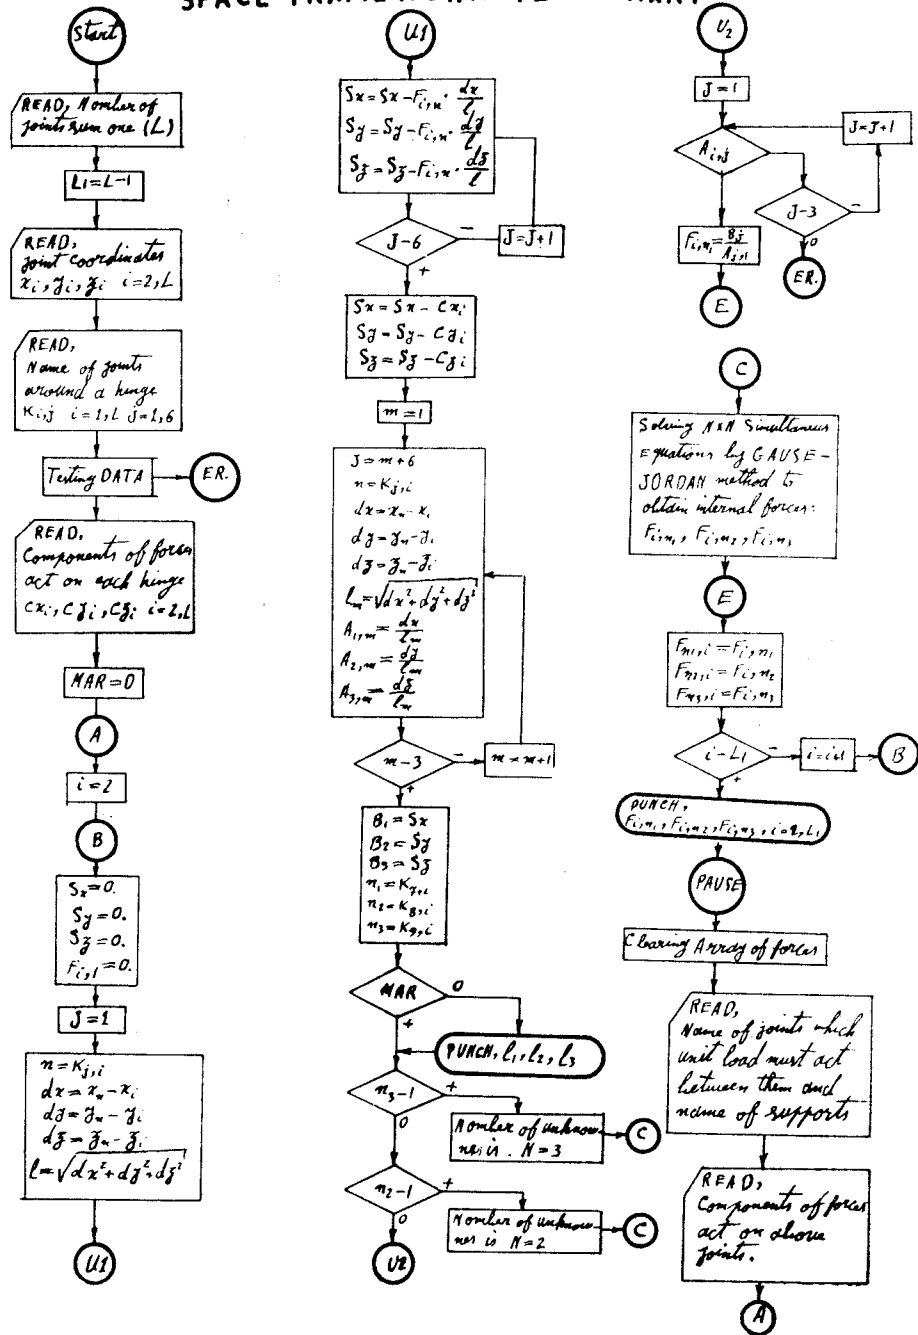 Start
READ, Number of
joints sum one (L)
L1=L-1
READ,
Joint coordinates
xi, yi, zi i=2,L
READ,
Name of joints
around a hinge
Ki,j i=1,L J=1,6
Testing DATA
ER.
READ,
Components of forces
act on each hinge
Cxi, Cyi, Czi i=2,L
MAR=0
A
i=2
B
Sx=0.
Sy=0.
Sz=0.
Fi,1=0.
J=1
n=Kj,i
dx=xn-xi
dy=yn-yi
dz=zn-zi
l=√dx²+dy²+dz²
U1
U1
Sx=Sx-Fi,n·dx/l
Sy=Sy-Fi,n·dy/l
Sz=Sz-Fi,n·dz/l
J-6
-
J=J+1
+
Sx=Sx-Cxi
Sy=Sy-Cyi
Sz=Sz-Czi
m=1
J=m+6
n=Kj,i
dx=xn-xi
dy=yn-yi
dz=zn-zi
lm=√dx²+dy²+dz²
A1,m=dx/lm
A2,m=dy/lm
A3,m=dz/lm
m-3
-
m=m+1
+
B1=Sx
B2=Sy
B3=Sz
n1=K7,i
n2=K8,i
n3=K9,i
MAR
0
+
PUNCH, l1, l2, l3
n3-1
+
0
Number of unknow
nes is. N=3
C
n2-1
+
0
Number of unknow
nes is N=2
C
U2
U2
J=1
J=J+1
Ai,j
J-3
-
0
Fi,n1=Bj/Aj,1
ER.
E
C
Solving N×N Simultaneus
Equations by GAUSE-
JORDAN method to
obtain internal forces:
Fi,n1, Fi,n2, Fi,n3
E
Fn1,i=Fi,n1
Fn2,i=Fi,n2
Fn3,i=Fi,n3
i-L1
-
i=i+1
B
+
PUNCH,
Fi,n1, Fi,n2, Fi,n3, i=2,L1
PAUSE
Clearing Array of forces
READ,
Name of joints which
unit load must act
between them and
name of supports
READ,
Components of forces
act on above
joints.
A